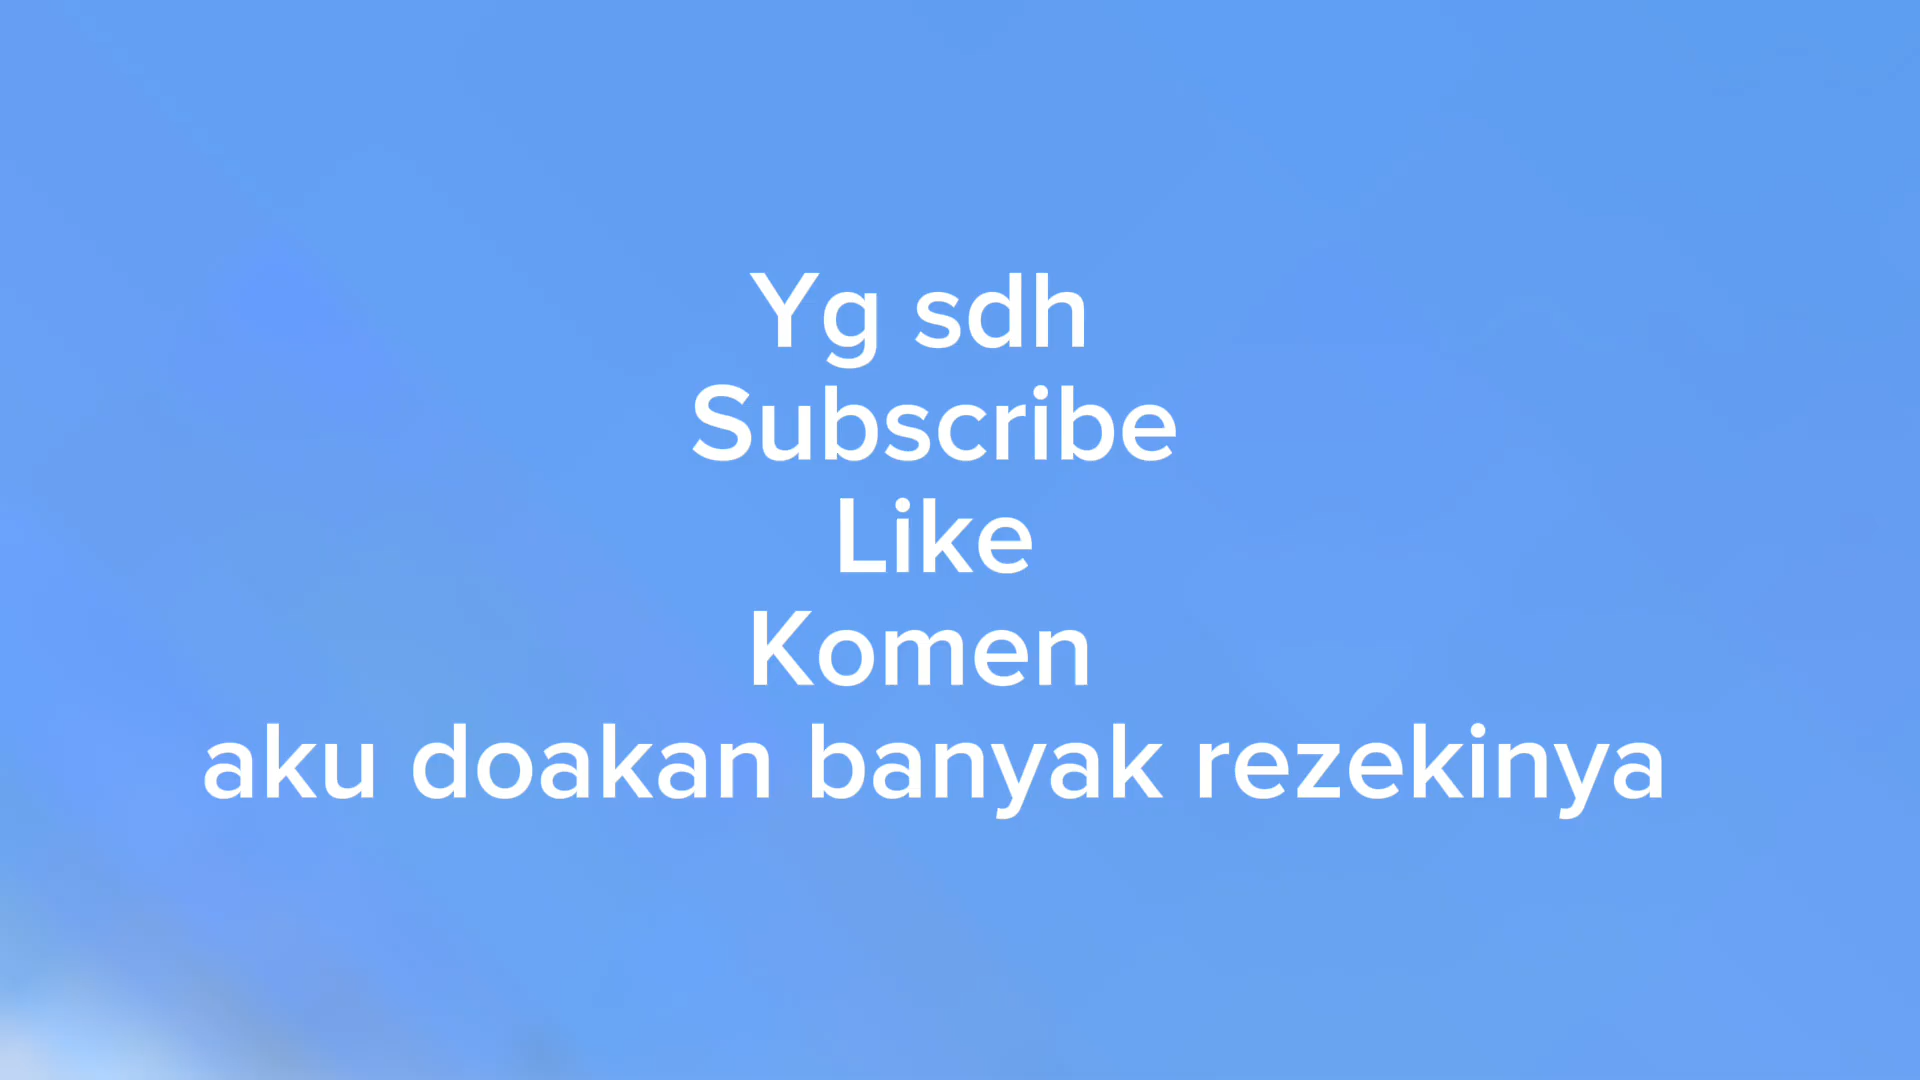 Yg sdh
Subscribe
Like
Komen
aku doakan banyak rezekinya